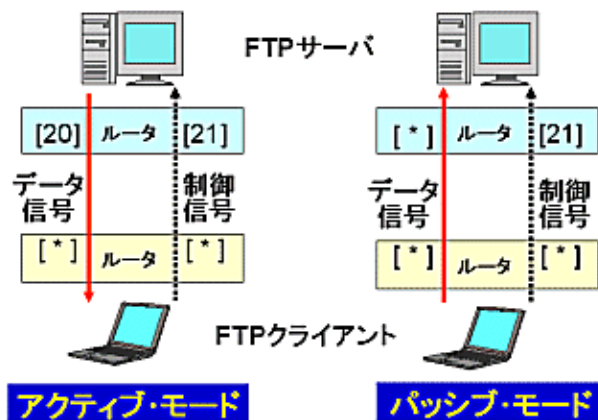 FTPサーバ
[20] ルータ [21]
[*] ルータ [21]
データ信号
制御信号
データ信号
制御信号
[*] ルータ [*]
[*] ルータ [*]
FTPクライアント
アクティブ・モード
パッシブ・モード